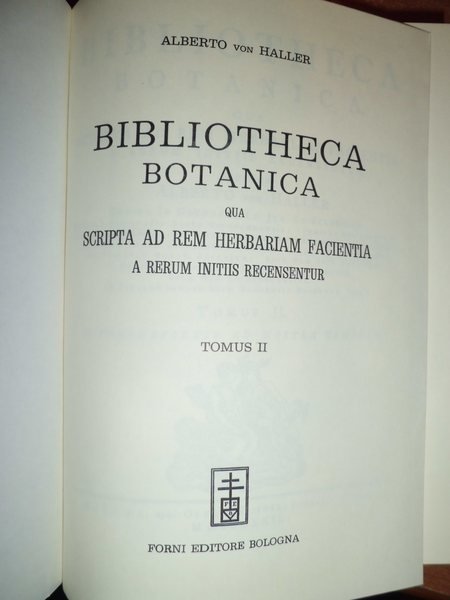 ALBERTO VON HALLER
BIBLIOTHECA
BOTANICA
QUA
SCRIPTA AD REM HERBARIAM FACIENTIA
A RERUM INITIIS RECENSENTUR
TOMUS II
FORNI EDITORE BOLOGNA